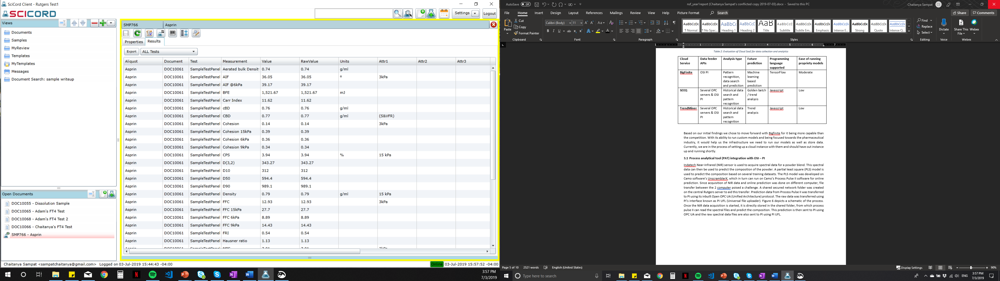 SciCord Client - Rutgers Test1
SCICORD
Settings
Logout
Views
Documents
Samples
MyReview
Templates
MyTemplates
Messages
Document Search: sample writeup
Open Documents
DOC10055 - Dissolution Sample
DOC10065 - Adam's FT4 Test
DOC10068 - Adam's FT4 Test 2
DOC10066 - Chaitanya's FT4 Test
SMP766 - Asprin
SMP766 Asprin
Properties Results
Export ALL Tests
Aliquot Document Test Measurement Value RawValue Units Attr1 Attr2 Attr3
Asprin DOC10061 SampleTestPanel Aerated bulk Density 0.74 0.74 g/ml
Asprin DOC10061 SampleTestPanel AIF 36.05 36.05 º 3kPa
Asprin DOC10061 SampleTestPanel AIF @6kPa 39.17 39.17
Asprin DOC10061 SampleTestPanel BFE 1,521.67 1,521.67 mJ
Asprin DOC10061 SampleTestPanel Carr Index 11.62 11.62
Asprin DOC10061 SampleTestPanel cBD 0.76 0.76 g/ml
Asprin DOC10061 SampleTestPanel CBD 0.77 0.77 g/ml (S&VFR)
Asprin DOC10061 SampleTestPanel Cohesion 0.14 0.14 3kPa
Asprin DOC10061 SampleTestPanel Cohesion 15kPa 0.39 0.39
Asprin DOC10061 SampleTestPanel Cohesion 6kPa 0.36 0.36
Asprin DOC10061 SampleTestPanel Cohesion 9kPa 0.34 0.34
Asprin DOC10061 SampleTestPanel CPS 3.94 3.94 % 15 kPa
Asprin DOC10061 SampleTestPanel D(3,2) 343.27 343.27
Asprin DOC10061 SampleTestPanel D10 312 312
Asprin DOC10061 SampleTestPanel D50 594.4 594.4
Asprin DOC10061 SampleTestPanel D90 989.1 989.1
Asprin DOC10061 SampleTestPanel Density 0.79 0.79 g/ml 15 kPa
Asprin DOC10061 SampleTestPanel FFC 12.93 12.93 3kPa
Asprin DOC10061 SampleTestPanel FFC 15kPa 27.7 27.7
Asprin DOC10061 SampleTestPanel FFC 6kPa 8.89 8.89
Asprin DOC10061 SampleTestPanel FFC 9kPa 14.43 14.43
Asprin DOC10061 SampleTestPanel FRI 0.54 0.54
Asprin DOC10061 SampleTestPanel Hausner ratio 1.13 1.13
Chaitanya Sampat <sampatchaitanya@gmail.com> Logged on 03-Jul-2019 15:44:43 -04:00
Online 03-Jul-2019 15:57:52 -04:00
3:57 PM
7/3/2019
AutoSave Off
nsf_year1report (Chaitanya Sampat's conflicted copy 2019-07-03).docx - Saved to this PC
Chaitanya Sampat CS
File Home Insert Design Layout References Mailings Review View Help Picture Format Search
Share Comments
Paste
Cut
Copy
Format Painter
Calibri (Body) 11
AaBbCcDc AaBbCcDc AaBbC( AaBbCcC AaB AaBbCcC AaBbCcDc AaBbCcDc AaBbCcDc AaBbCcDc AaBbCcDc AaBbCcDc
¶ Normal ¶ No Spac... Heading 1 Heading 2 Title Subtitle Subtle Em... Emphasis Intense E... Strong Quote Intense Q...
Find
Replace
Select
Dictate
Share This File
Webex
Clipboard Font Paragraph Styles Editing Voice Webex
1 1 2 3 4 5 6 7
Table 2: Evaluation of Cloud SaaS for data collection and analytics
Cloud Service
Data feeder APIs
Analysis type
Future prediction
Programming language supported
Ease of running propriety models
BigFinite
OSI PI
Pattern recognition, data search and prediction
Machine learning based prediction
TensorFlow
Moderate
SEEQ
Several OPC servers & OSI PI
Historical data search and pattern recognition
Golden batch / trend analysis
Javascript
Low
TrendMiner
Several OPC servers & OSI PI
Historical data search and pattern recognition
Trend analysis
Javascript
Low
Based on our initial findings we chose to move forward with Bigfinite for it being more capable than
the competition. With its ability to run custom models and being focused towards the pharmaceutical
industry, it would help us the infrastructure we need to run our models as well as store data.
Currently, we are in the process of setting up a cloud instance with them and should have out instance
up and running shortly.
3.1 Process analytical tool (PAT) integration with OSI – PI
Indatech Near-Infrared (NIR) sensor is used to acquire spectral data for a powder blend. This spectral
data can then be used to predict the composition of the powder. A partial least square (PLS) model is
used to predict the composition based on several training datasets. The PLS model was developed on
Camo software's UnscramblerX, which in turn can run on Camo's Process Pulse II software for online
prediction. Since acquisition of NIR data and online prediction was done on different computer, file
transfer between the 2 computer poised a challenge. A shared secured network folder was created
on the central Rutgers server to aid this transfer. Prediction data from Process Pulse II was transferred
to PI using its inbuilt Open OPC UA (Unified Architecture) protocol. The raw data was transferred using
PI's interface known as PI UFL (Universal file uploader). Figure 6 depicts a schematic of the process.
Once the NIR data acquisition is started, it is directly stored in the shared folder, from which process
pulse II can read the spectral files and predict the composition. This prediction is then sent to PI using
OPC UA and the raw spectral data files are also sent to PI using PI UFL.
Page 5 of 10 2521 words English (United States)
Display Settings 90%
Type here to search
ENG
3:57 PM
7/3/2019